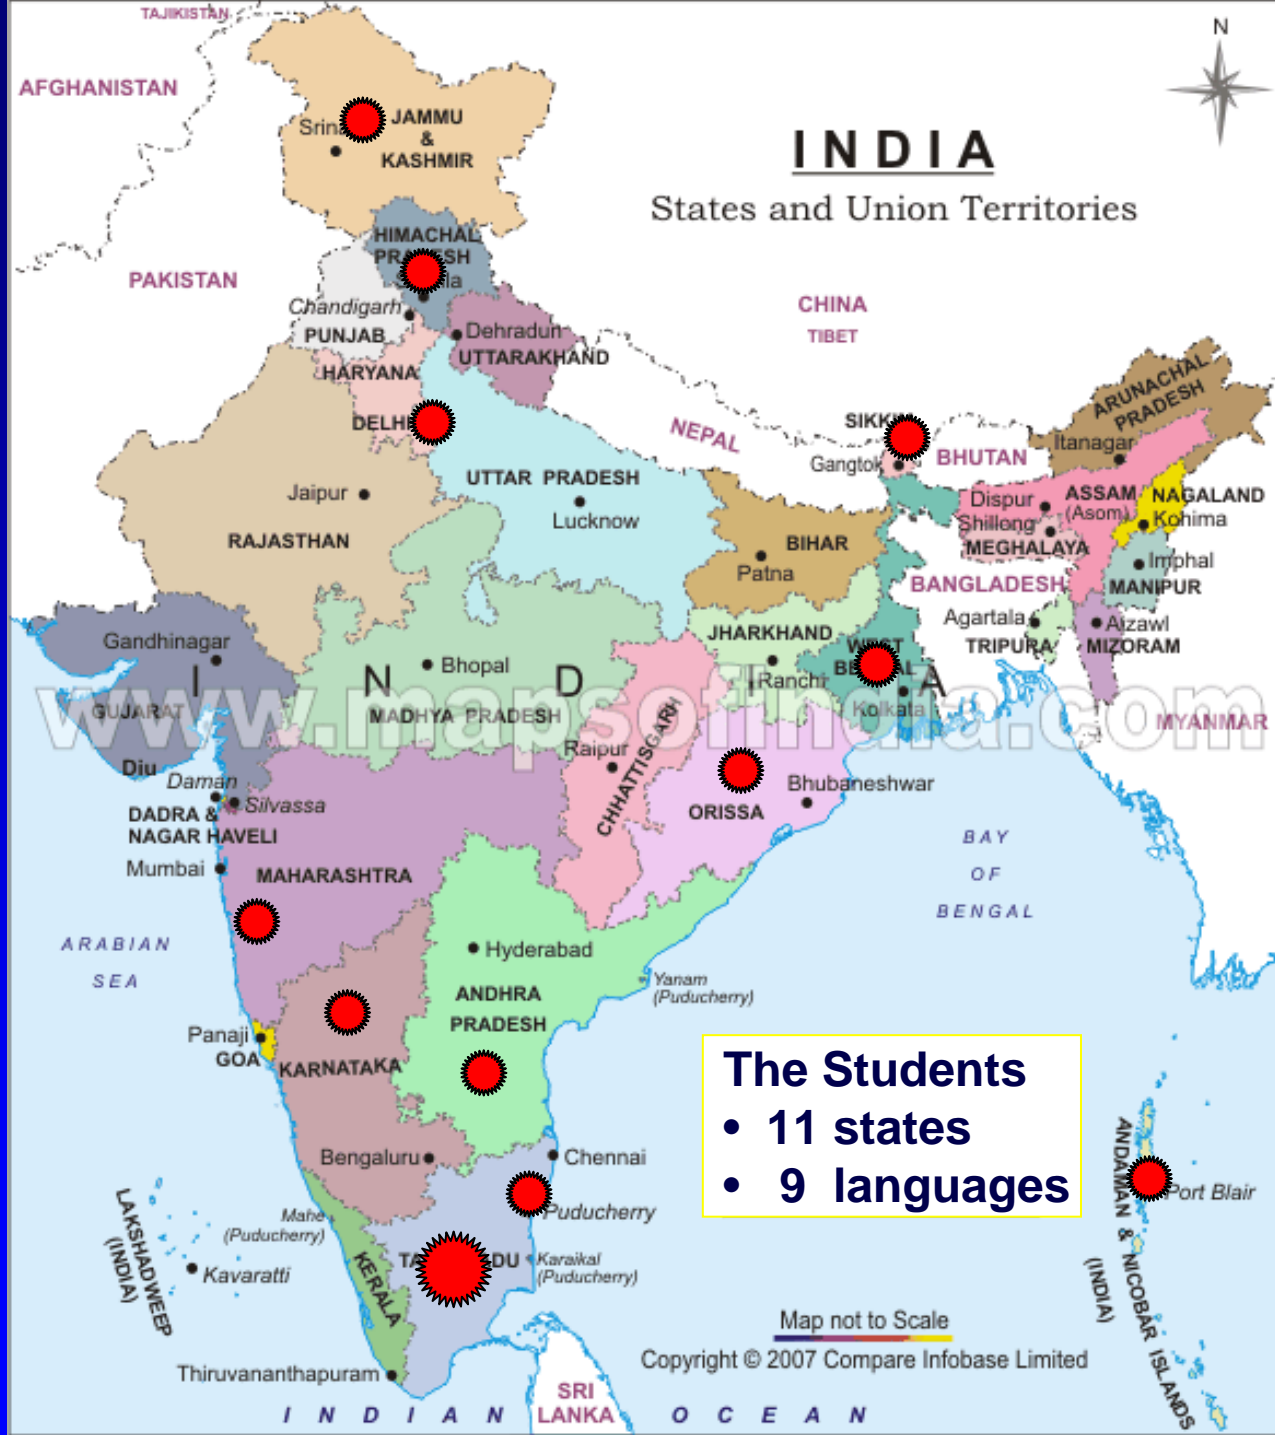 TAJIKISTAN
AFGHANISTAN
N
JAMMU
&
KASHMIR
INDIA
States and Union Territories
HIMACHAL
PAKISTAN
CHINA
TIBET
Chandigarh
PUNJAB
Dehradun
UTTARAKHAND
HARYANA
ARUNACHAL
PRADESH
NEPAL
Itanagar
Gangtok
BHUTAN
UTTAR PRADESH
Lucknow
Jaipur
RAJASTHAN
Dispur
ASSAM
(Asom)
NAGALAND
Kohima
Shillong
MEGHALAYA
BIHAR
Patna
Imphal
MANIPUR
BANGLADESH
Agartala
TRIPURA
Aizawl
MIZORAM
Gandhinagar
JHARKHAND
WEST
Bhopal
Ranchi
I N D I A
Kolkata
www.mapsofindia.com
GUJARAT
MADHYA PRADESH
MYANMAR
Raipur
CHHATTISGARH
Diu
Daman
Silvassa
DADRA &
NAGAR HAVELI
Bhubaneshwar
ORISSA
Mumbai
MAHARASHTRA
BAY
OF
BENGAL
ARABIAN
SEA
Hyderabad
ANDHRA
PRADESH
Yanam
(Puducherry)
Panaji
GOA
KARNATAKA
The Students
• 11 states
• 9 languages
Bengaluru
Chennai
ANDAMAN & NICOBAR ISLANDS
(INDIA)
Port Blair
LAKSHADWEEP
(INDIA)
Mahe
(Puducherry)
Puducherry
Kavaratti
KERALA
Karaikal
(Puducherry)
Map not to Scale
Copyright © 2007 Compare Infobase Limited
Thiruvananthapuram
SRI
LANKA
INDIAN OCEAN